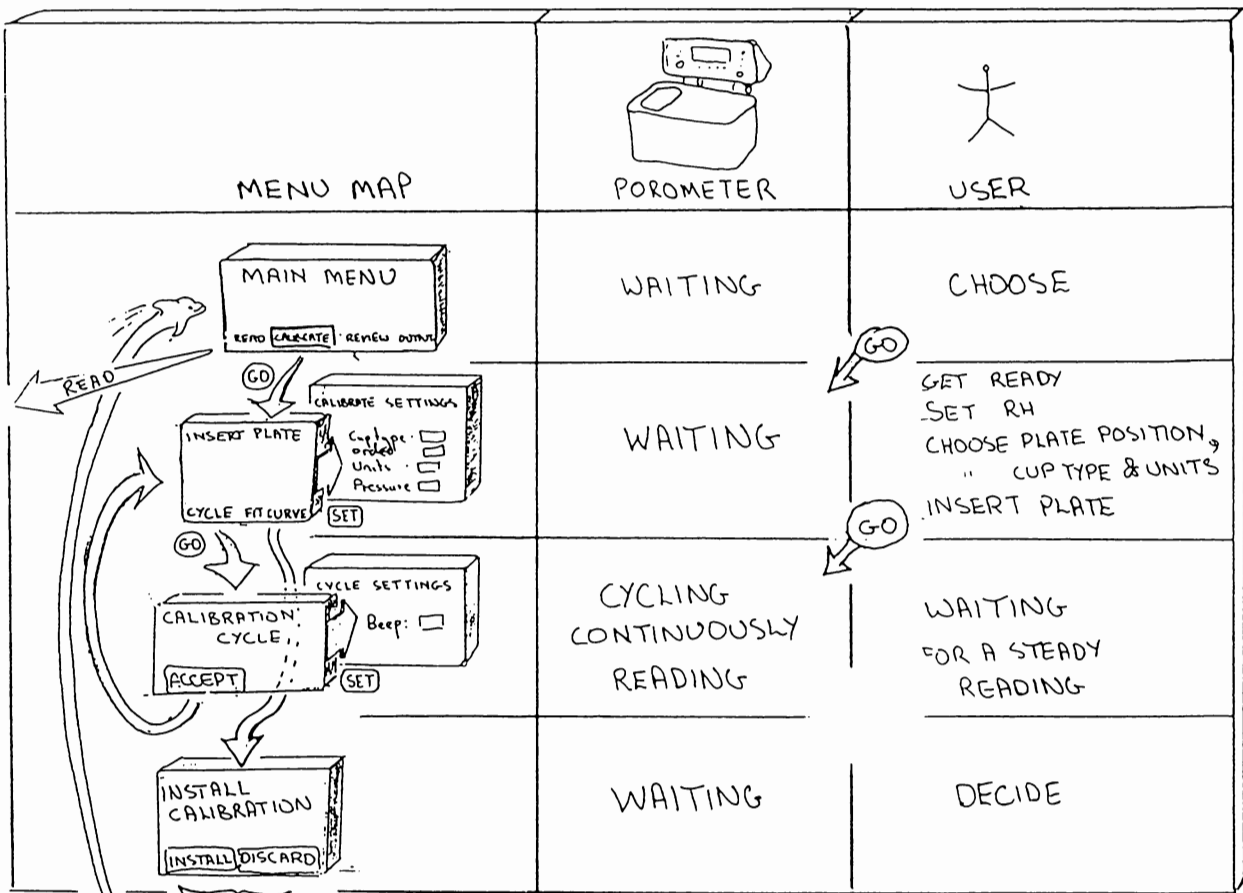 MENU MAP
POROMETER
USER
MAIN MENU
READ CALIBRATE REVIEW OUTPUT
WAITING
CHOOSE
READ
GO
GO
CALIBRATE SETTINGS
Cup type
Units
Pressure
INSERT PLATE
CYCLE FIT CURVE
SET
WAITING
GET READY
SET RH
CHOOSE PLATE POSITION,
" CUP TYPE & UNITS
INSERT PLATE
GO
GO
CYCLE SETTINGS
Beep:
CALIBRATION
CYCLE
ACCEPT
SET
CYCLING
CONTINUOUSLY
READING
WAITING
FOR A STEADY
READING
INSTALL
CALIBRATION
INSTALL DISCARD
WAITING
DECIDE